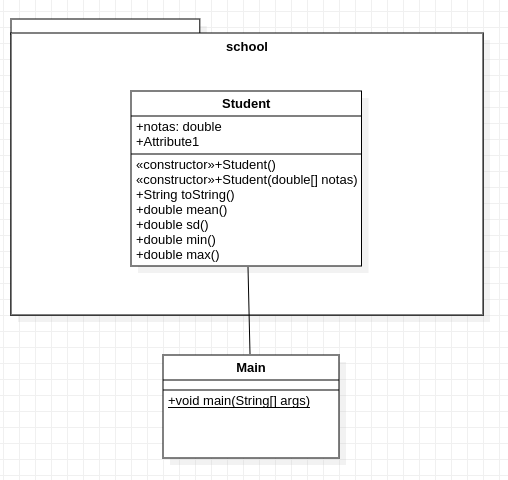 school
Student
+notas: double
+Attribute1
«constructor»+Student()
«constructor»+Student(double[] notas)
+String toString()
+double mean()
+double sd()
+double min()
+double max()
Main
+void main(String[] args)